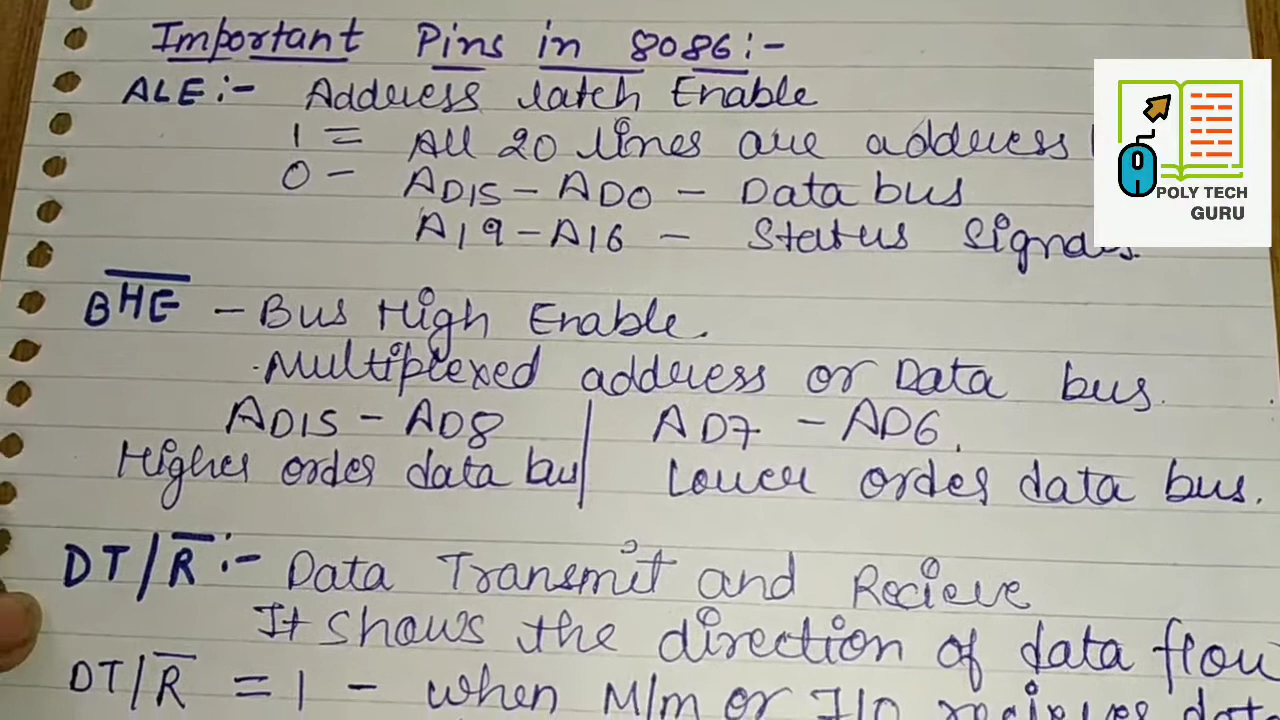 Important Pins in 8086:-
ALE:- Address latch Enable
1 = All 20 lines are address
0 - AD15 - AD0 - Data bus
A19 - A16 - Status Signals.
B̅H̅E̅ - Bus High Enable.
.Multiplexed address or Data bus.
AD15 - AD8 | AD7 - AD6.
Higher order data bus | Lower order data bus.
DT/R̅:- Data Transmit and Recieve
It shows the direction of data flow
DT/R̅ = 1 - when M/m or I/O recieves data
POLY TECH
GURU